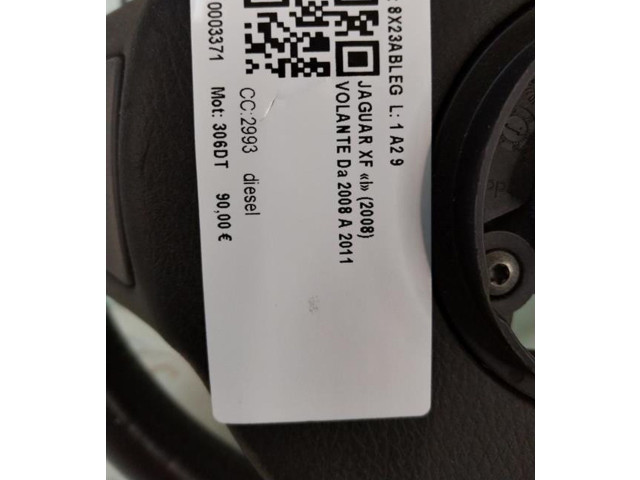 : 8X23ABLEG L: 1 A2 9
JAGUAR XF «I» (2008)
VOLANTE Da 2008 A 2011
CC:2993 diesel
0003371 Mot: 306DT 90,00 €